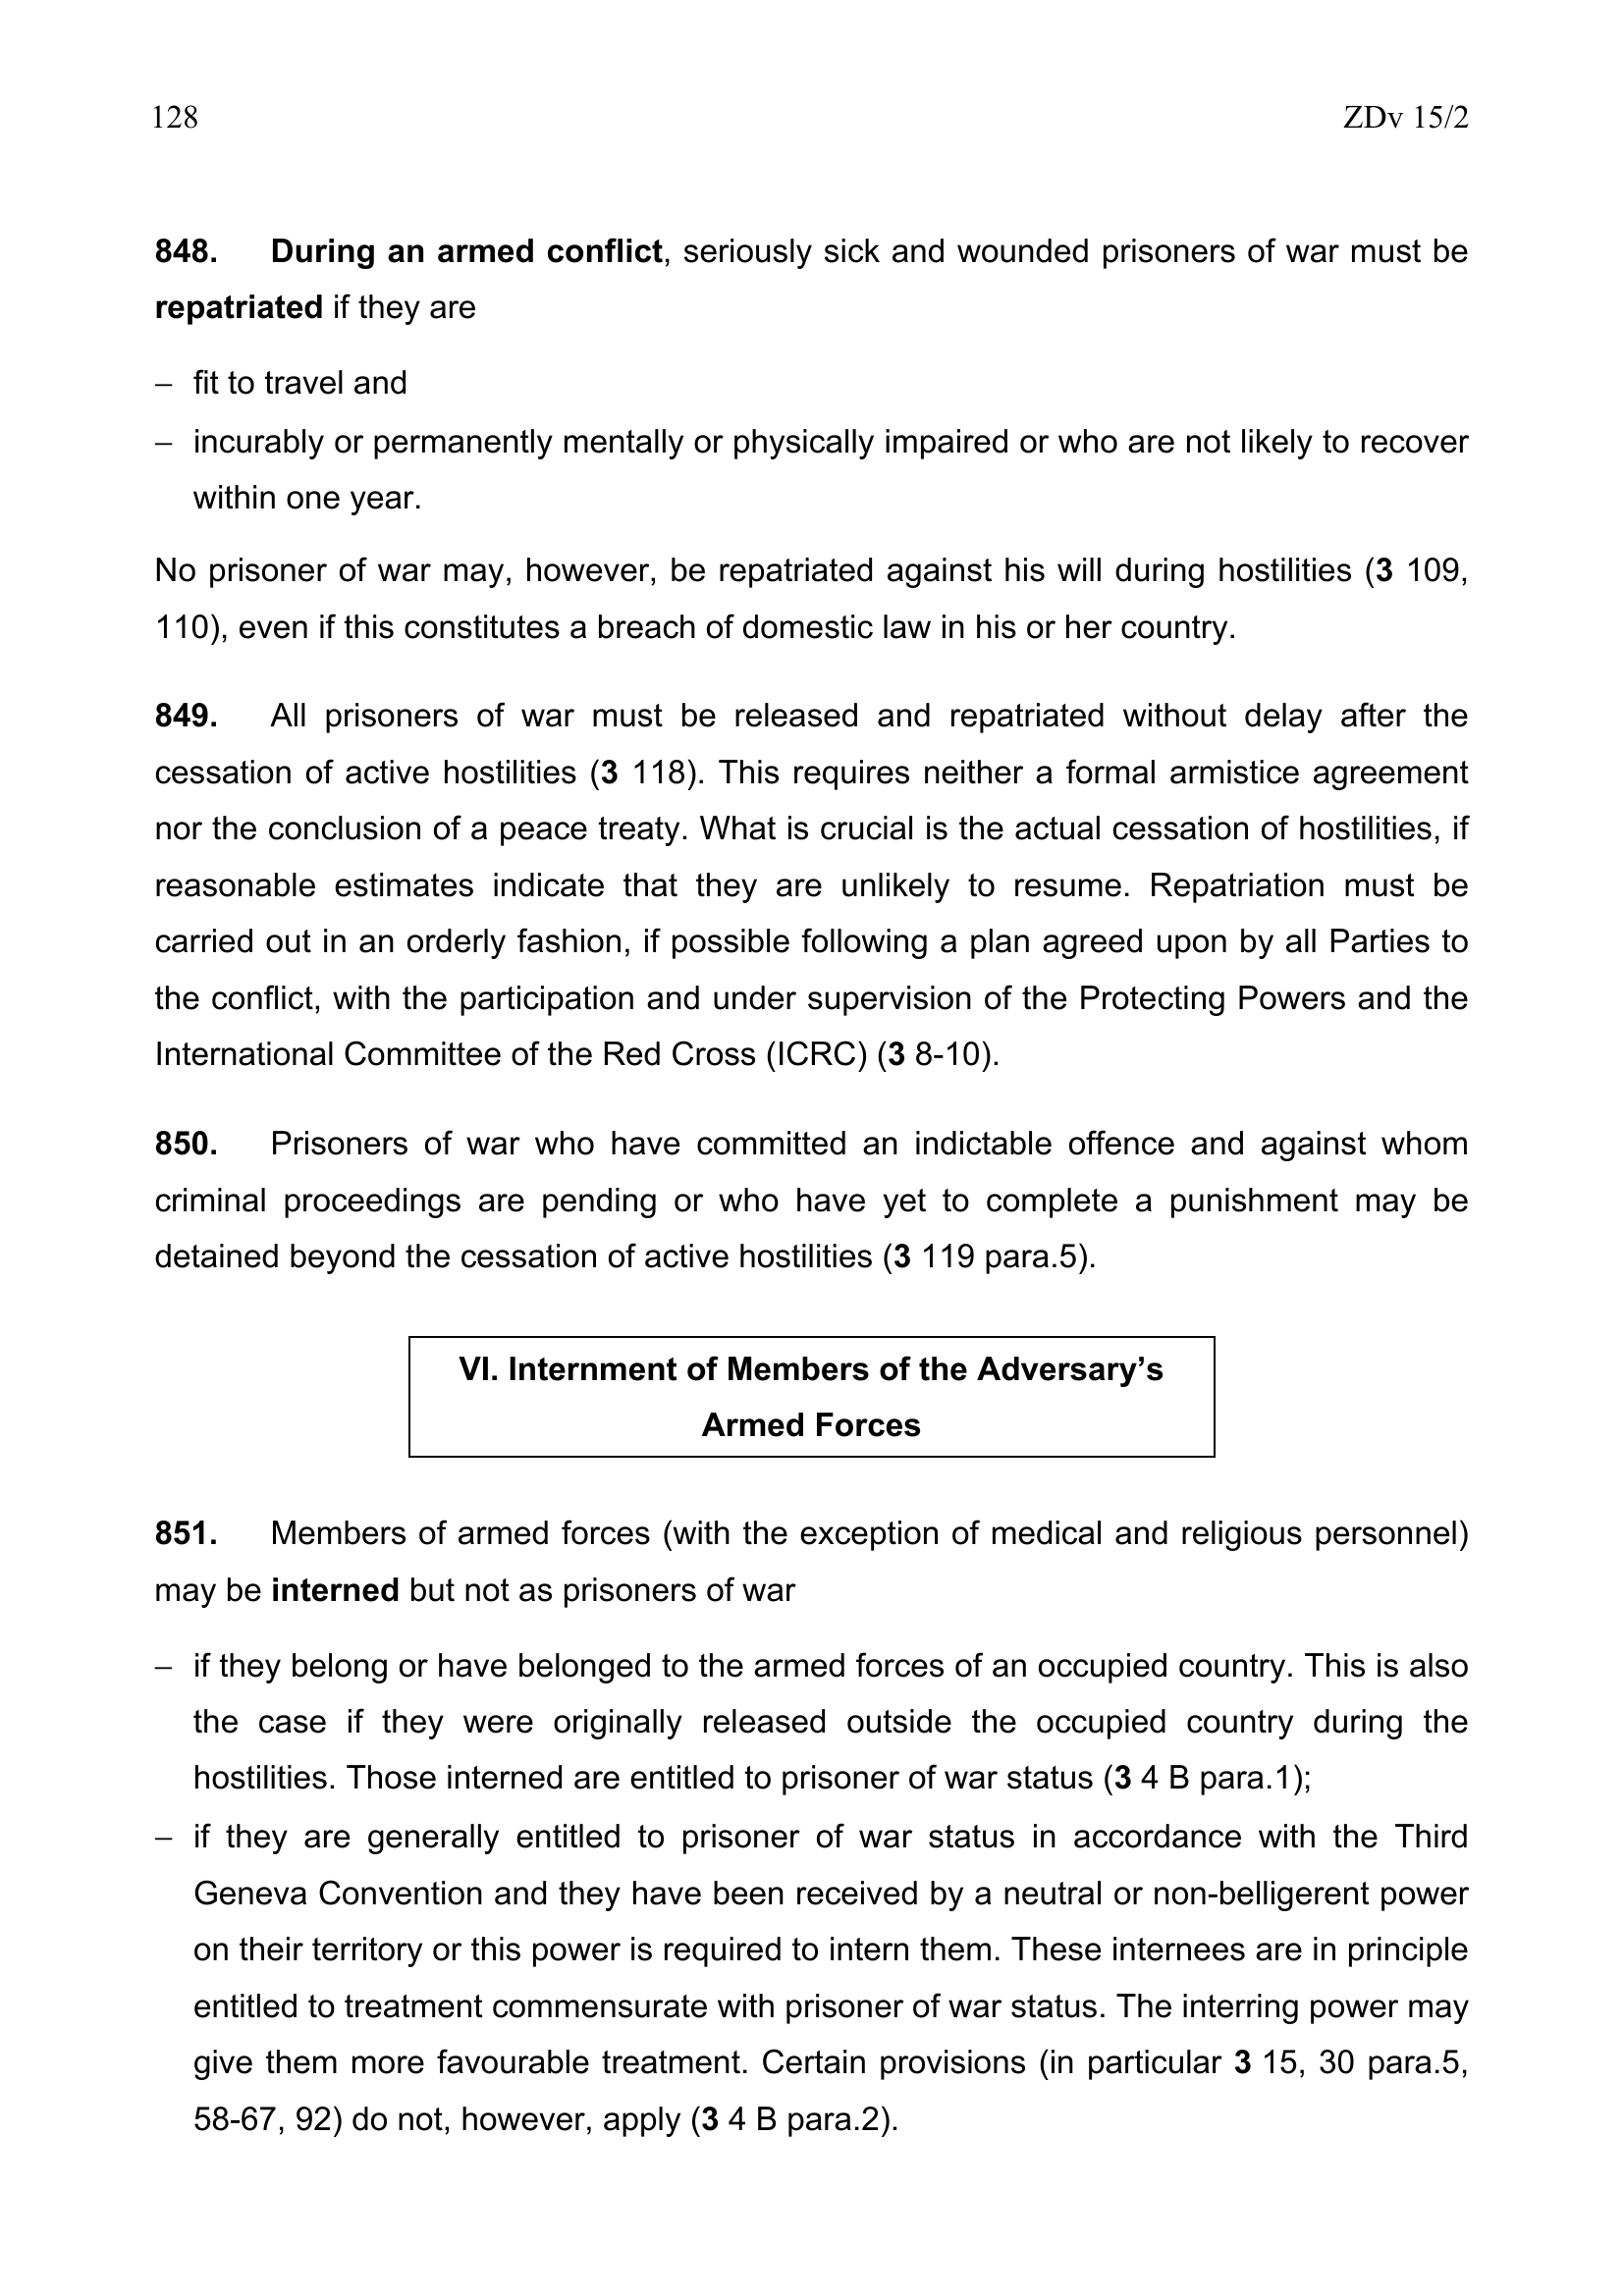 128 ZDv 15/2
848. During an armed conflict, seriously sick and wounded prisoners of war must be
repatriated if they are
– fit to travel and
– incurably or permanently mentally or physically impaired or who are not likely to recover
within one year.
No prisoner of war may, however, be repatriated against his will during hostilities (3 109,
110), even if this constitutes a breach of domestic law in his or her country.
849. All prisoners of war must be released and repatriated without delay after the
cessation of active hostilities (3 118). This requires neither a formal armistice agreement
nor the conclusion of a peace treaty. What is crucial is the actual cessation of hostilities, if
reasonable estimates indicate that they are unlikely to resume. Repatriation must be
carried out in an orderly fashion, if possible following a plan agreed upon by all Parties to
the conflict, with the participation and under supervision of the Protecting Powers and the
International Committee of the Red Cross (ICRC) (3 8-10).
850. Prisoners of war who have committed an indictable offence and against whom
criminal proceedings are pending or who have yet to complete a punishment may be
detained beyond the cessation of active hostilities (3 119 para.5).
VI. Internment of Members of the Adversary’s
Armed Forces
851. Members of armed forces (with the exception of medical and religious personnel)
may be interned but not as prisoners of war
– if they belong or have belonged to the armed forces of an occupied country. This is also
the case if they were originally released outside the occupied country during the
hostilities. Those interned are entitled to prisoner of war status (3 4 B para.1);
– if they are generally entitled to prisoner of war status in accordance with the Third
Geneva Convention and they have been received by a neutral or non-belligerent power
on their territory or this power is required to intern them. These internees are in principle
entitled to treatment commensurate with prisoner of war status. The interring power may
give them more favourable treatment. Certain provisions (in particular 3 15, 30 para.5,
58-67, 92) do not, however, apply (3 4 B para.2).